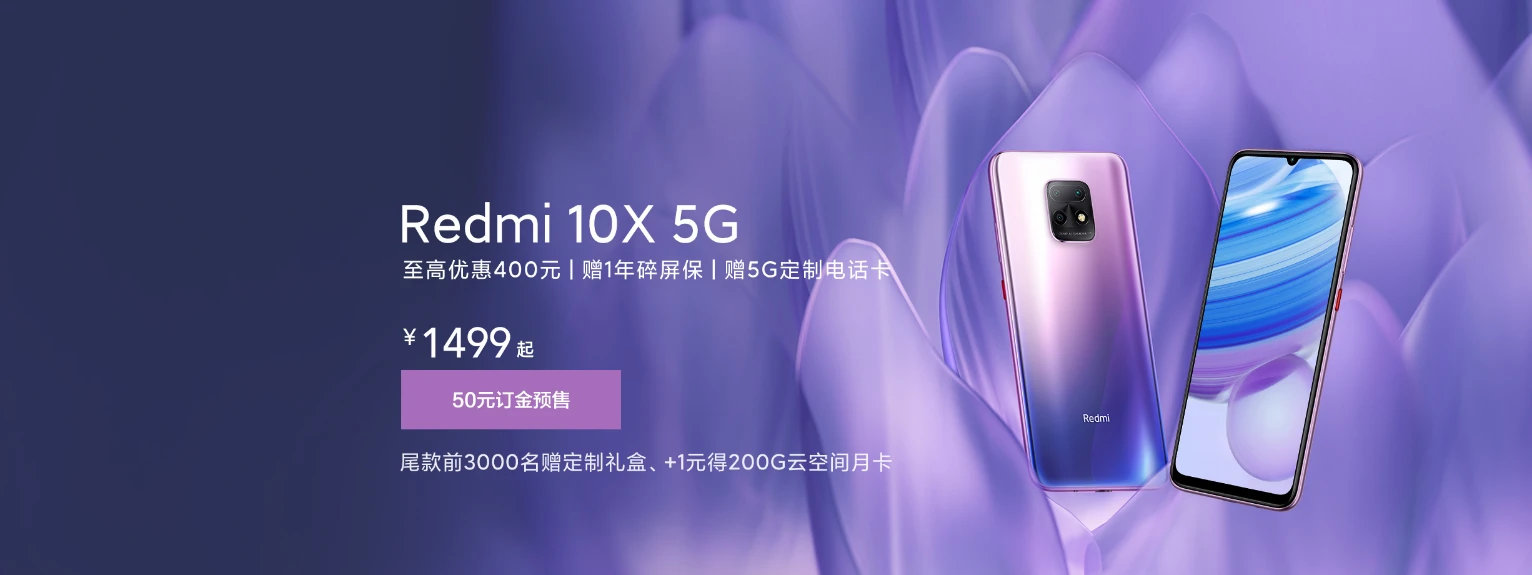 Redmi 10X 5G
至高优惠400元 | 赠1年碎屏保 | 赠5G定制电话卡
¥1499起
50元订金预售
尾款前3000名赠定制礼盒、+1元得200G云空间月卡
Redmi